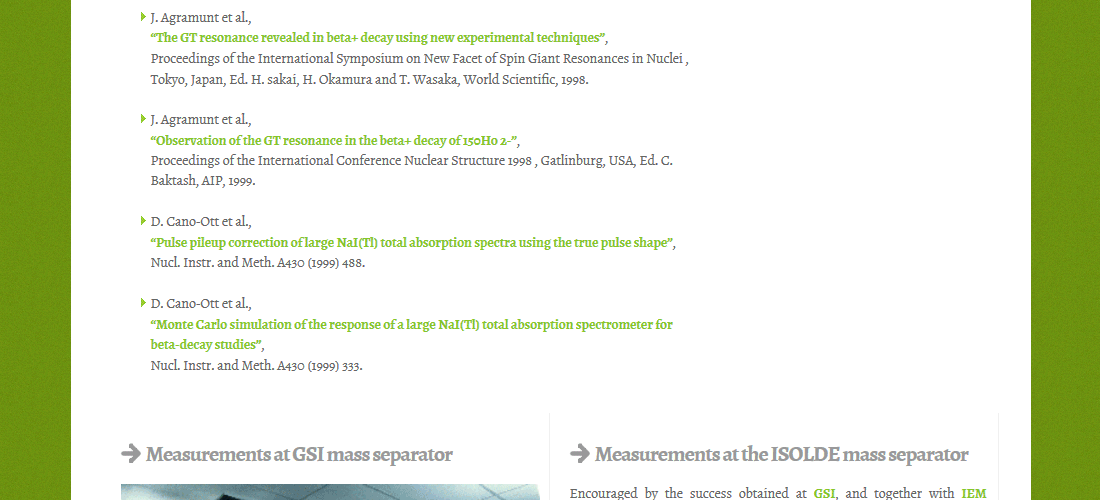 J. Agramunt et al.,
“The GT resonance revealed in beta+ decay using new experimental techniques”,
Proceedings of the International Symposium on New Facet of Spin Giant Resonances in Nuclei ,
Tokyo, Japan, Ed. H. sakai, H. Okamura and T. Wasaka, World Scientific, 1998.
J. Agramunt et al.,
“Observation of the GT resonance in the beta+ decay of 150Ho 2-”,
Proceedings of the International Conference Nuclear Structure 1998 , Gatlinburg, USA, Ed. C.
Baktash, AIP, 1999.
D. Cano-Ott et al.,
“Pulse pileup correction of large NaI(Tl) total absorption spectra using the true pulse shape”,
Nucl. Instr. and Meth. A430 (1999) 488.
D. Cano-Ott et al.,
“Monte Carlo simulation of the response of a large NaI(Tl) total absorption spectrometer for
beta-decay studies”,
Nucl. Instr. and Meth. A430 (1999) 333.
Measurements at GSI mass separator
Measurements at the ISOLDE mass separator
Encouraged by the success obtained at GSI, and together with IEM